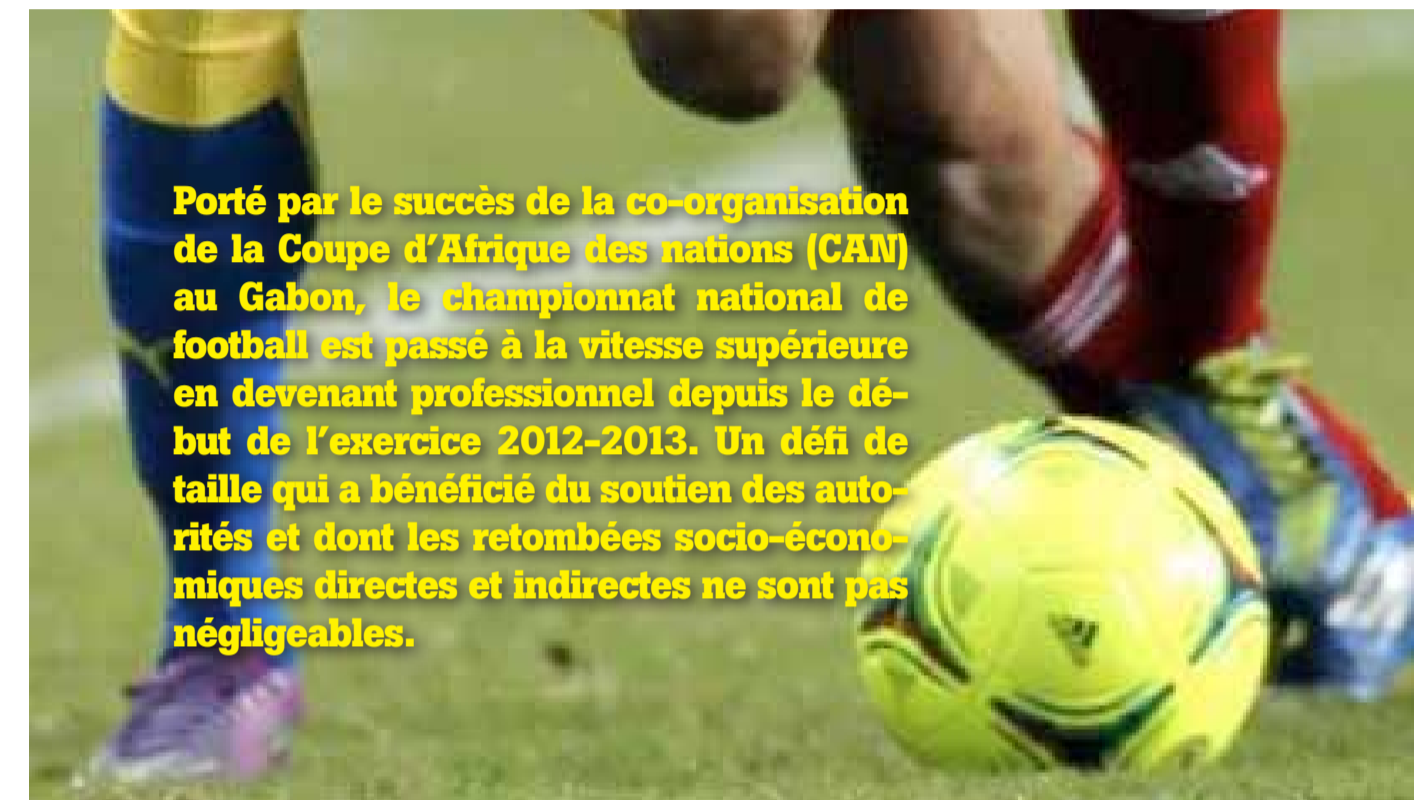 Porté par le succès de la co-organisation
de la Coupe d'Afrique des nations (CAN)
au Gabon, le championnat national de
football est passé à la vitesse supérieure
en devenant professionnel depuis le dé-
but de l'exercice 2012-2013. Un défi de
taille qui a bénéficié du soutien des auto-
rités et dont les retombées socio-écono-
miques directes et indirectes ne sont pas
négligeables.